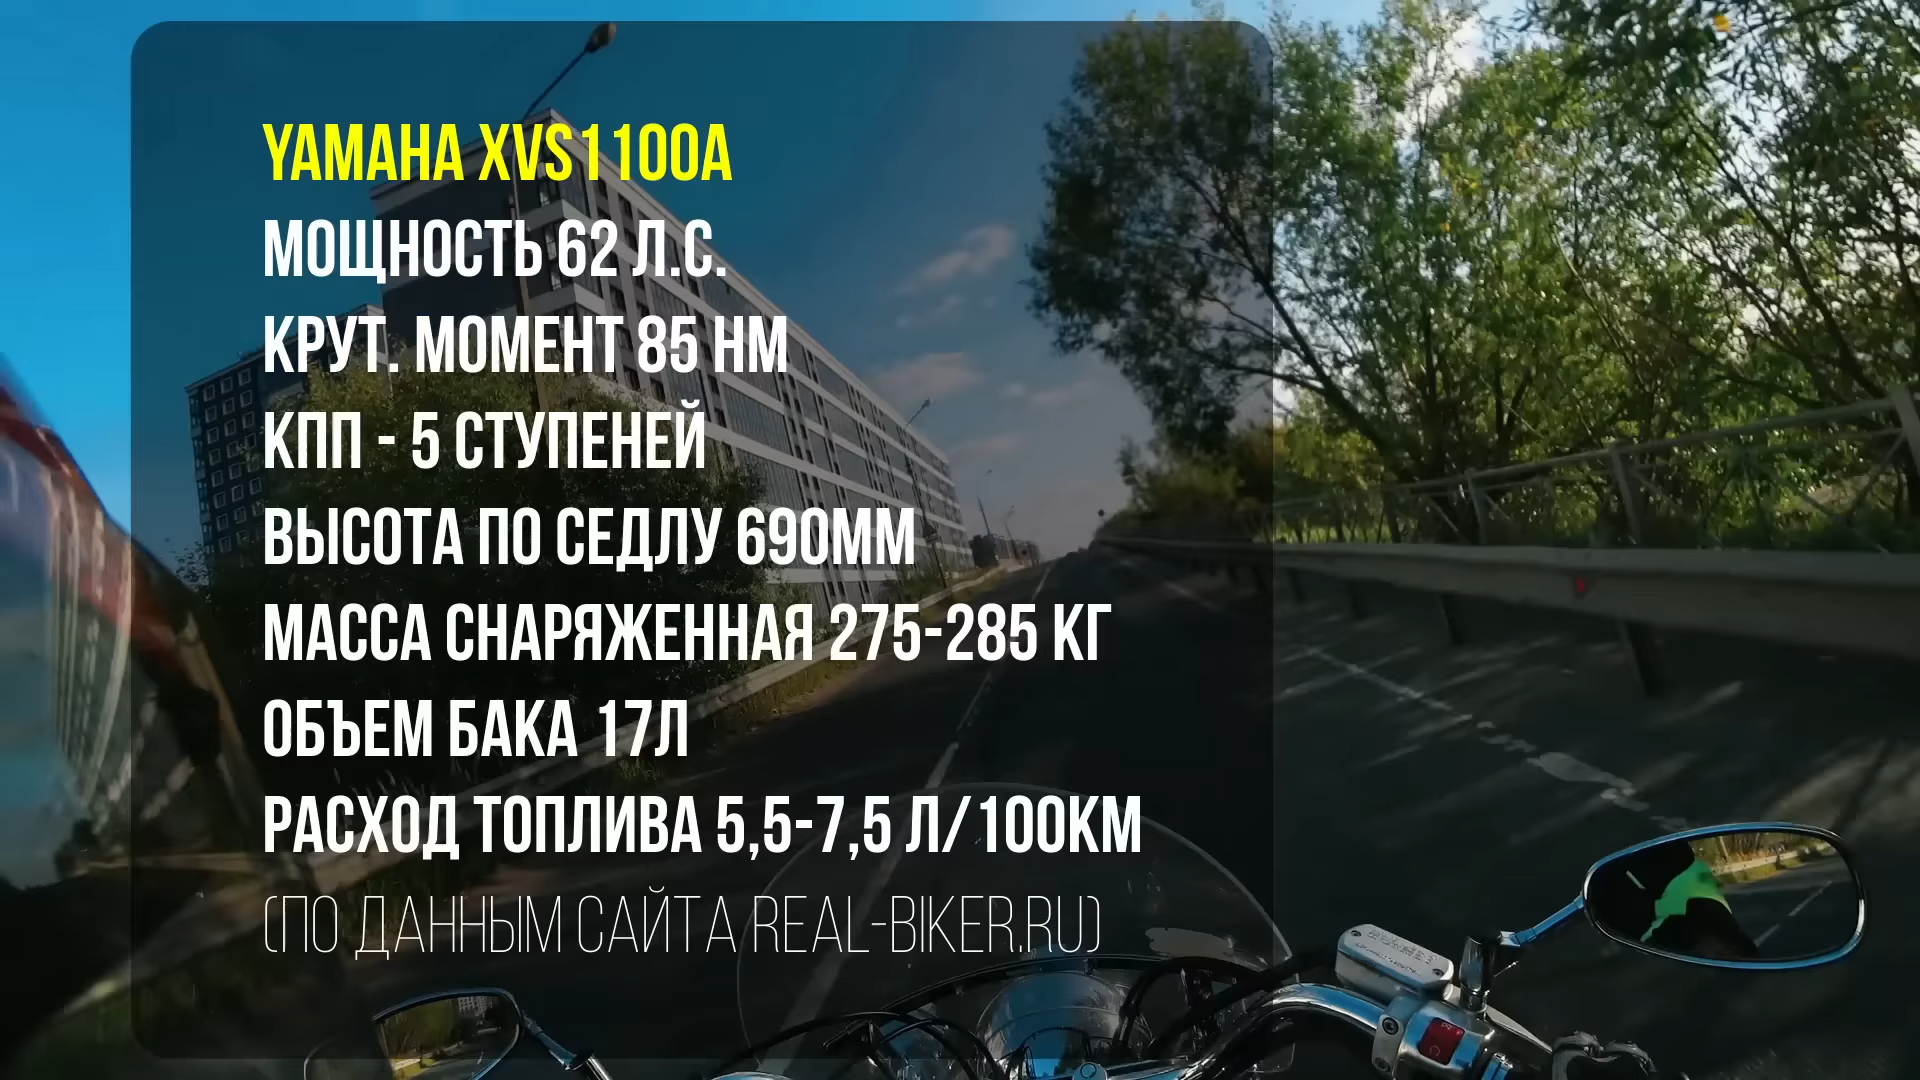 YAMAHA XVS1100A
МОЩНОСТЬ 62 Л.С.
КРУТ. МОМЕНТ 85 НМ
КПП - 5 СТУПЕНЕЙ
ВЫСОТА ПО СЕДЛУ 690ММ
МАССА СНАРЯЖЕННАЯ 275-285 КГ
ОБЪЕМ БАКА 17Л
РАСХОД ТОПЛИВА 5,5-7,5 Л/100КМ
(ПО ДАННЫМ САЙТА REAL-BIKER.RU)